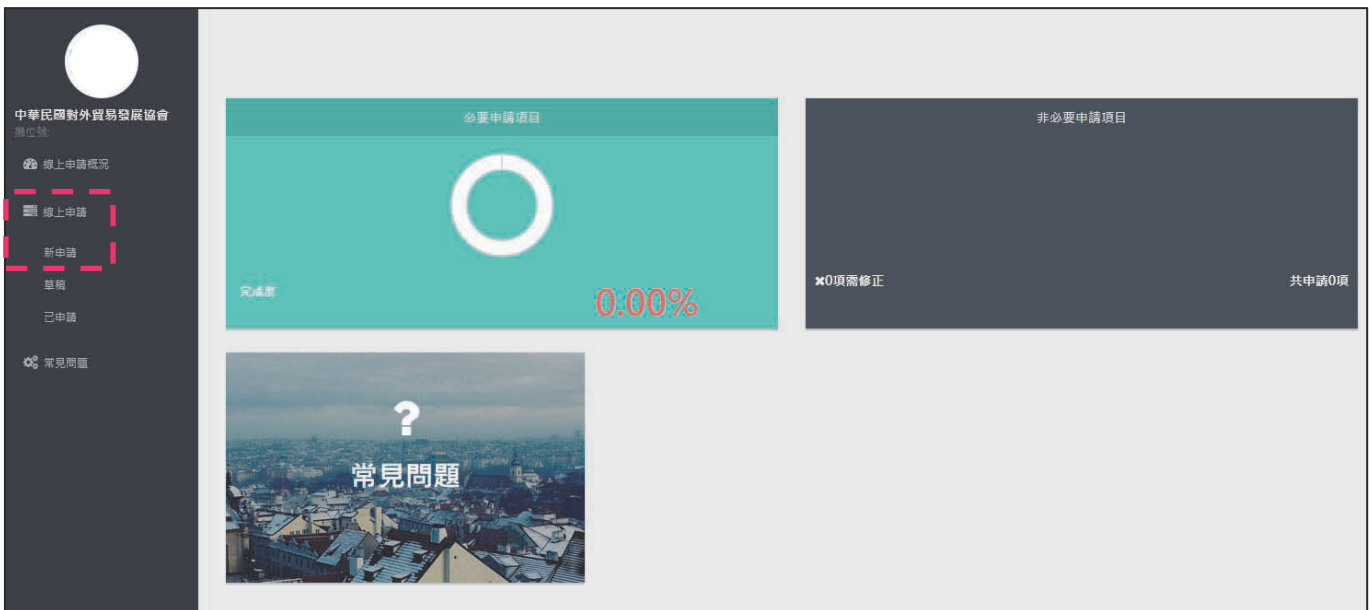 中華民國對外貿易發展協會
攤位號:
線上申請概況
線上申請
新申請
草稿
已申請
常見問題
必要申請項目
完成度
0.00%
非必要申請項目
✖0項需修正
共申請0項
?
常見問題